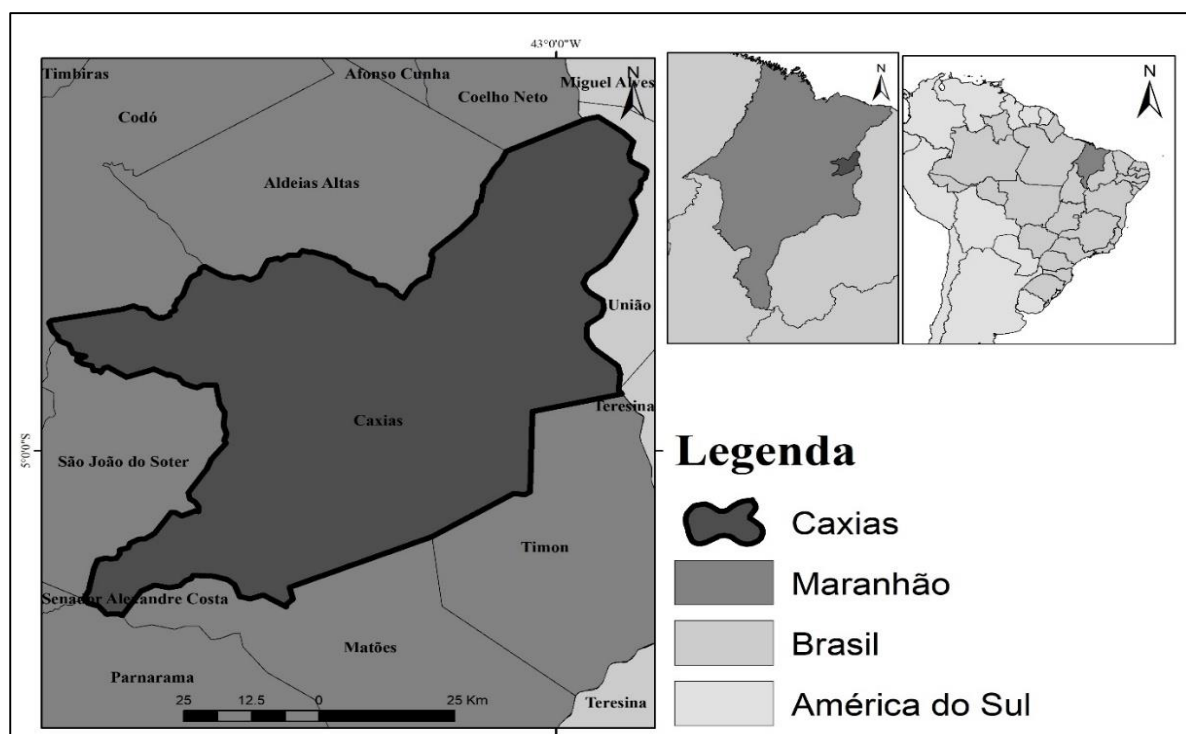 43°0'0"W
Timbiras
Afonso Cunha
Miguel Alves
N
Coelho Neto
Codó
Aldeias Altas
União
Teresina
Caxias
5°0'0"S
São João do Soter
Timon
Senador Alexandre Costa
Matões
Parnarama
25 12.5 0 25 Km
Teresina
N
N
Legenda
Caxias
Maranhão
Brasil
América do Sul